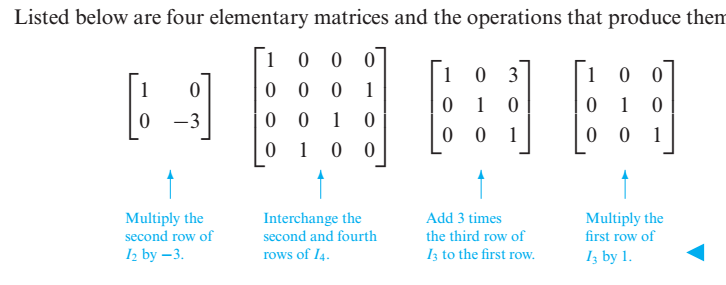 Listed below are four elementary matrices and the operations that produce them
1 0 0 0
1 0 0 0 0 1 1 0 3 1 0 0
0 -3 0 0 1 0 0 1 0 0 1 0
0 1 0 0 0 0 1 0 0 1
Multiply the Interchange the Add 3 times Multiply the
second row of second and fourth the third row of first row of
I2 by −3. rows of I4. I3 to the first row. I3 by 1.